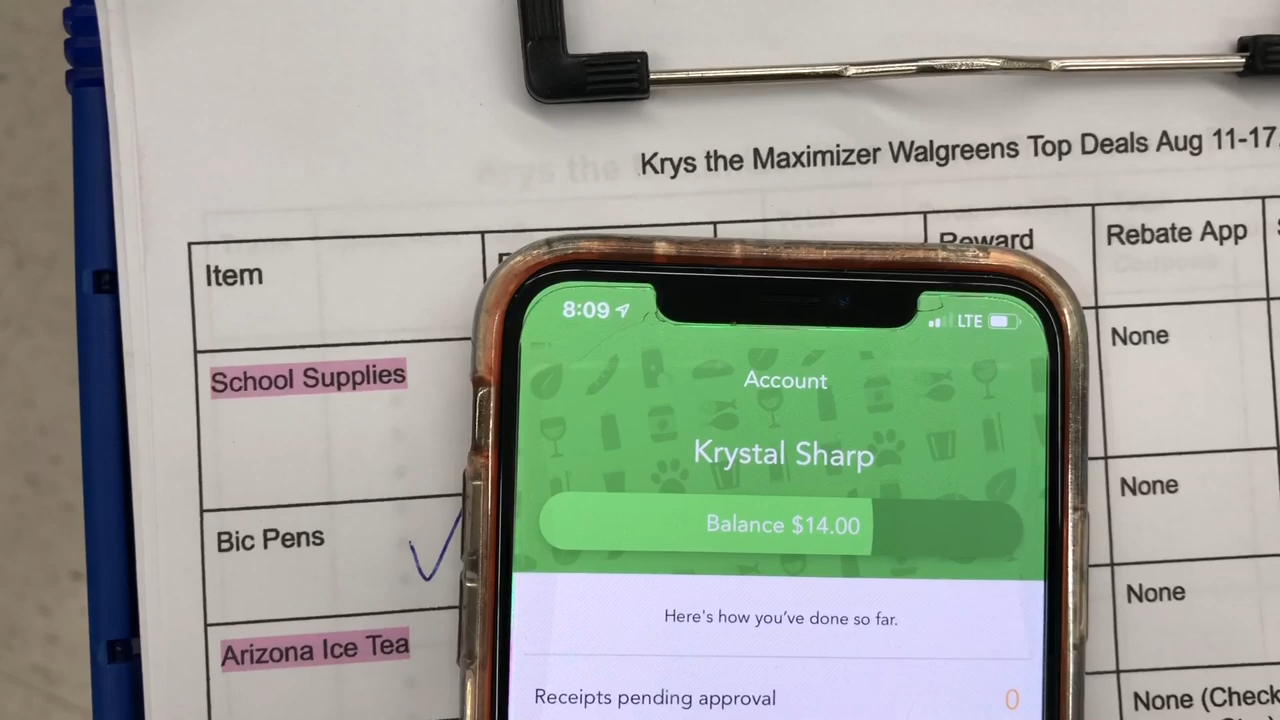 Krys the Maximizer Walgreens Top Deals Aug 11-17
Item
Reward
Rebate App
School Supplies
None
Bic Pens
None
Arizona Ice Tea
None
None (Check
8:09
LTE
Account
Krystal Sharp
Balance $14.00
Here's how you've done so far.
Receipts pending approval 0